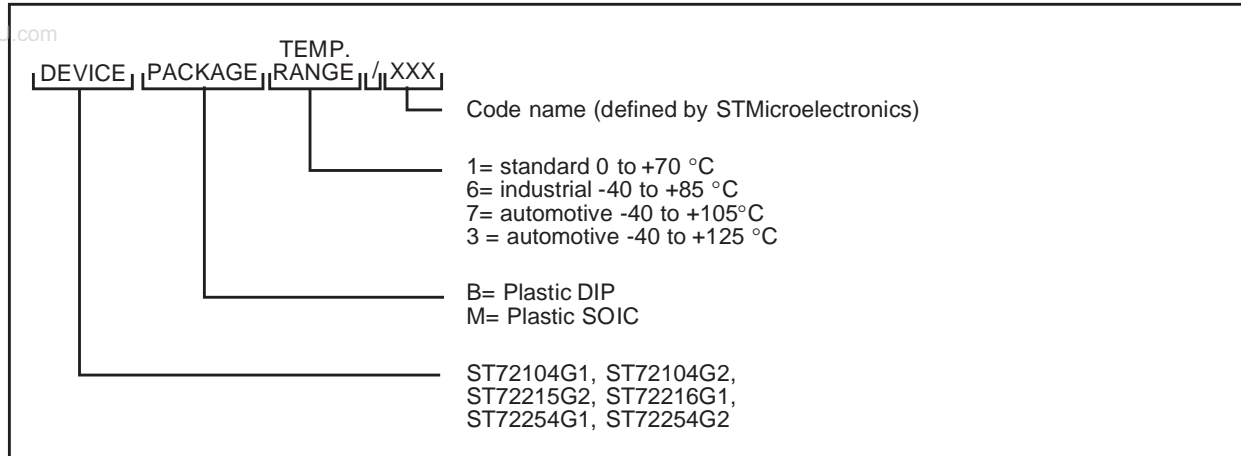 J.com
TEMP.
DEVICE PACKAGE RANGE / XXX
Code name (defined by STMicroelectronics)
1= standard 0 to +70 °C
6= industrial -40 to +85 °C
7= automotive -40 to +105°C
3 = automotive -40 to +125 °C
B= Plastic DIP
M= Plastic SOIC
ST72104G1, ST72104G2,
ST72215G2, ST72216G1,
ST72254G1, ST72254G2